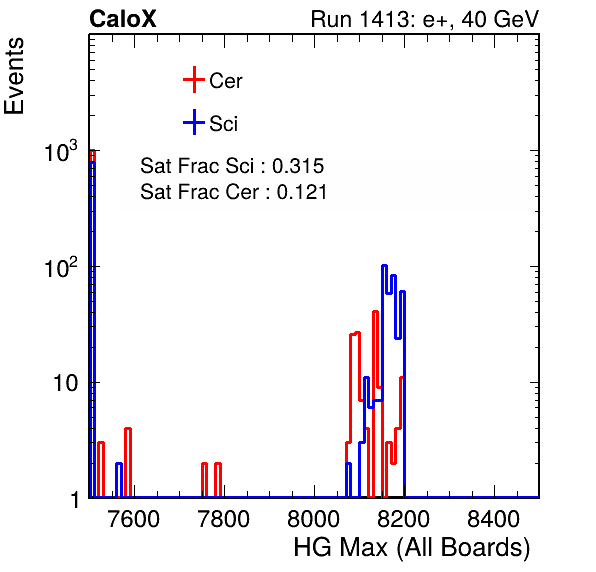 CaloX Run 1413: e+, 40 GeV
Events
Cer
Sci
Sat Frac Sci : 0.315
Sat Frac Cer : 0.121
10³
10²
10
1
7600 7800 8000 8200 8400
HG Max (All Boards)